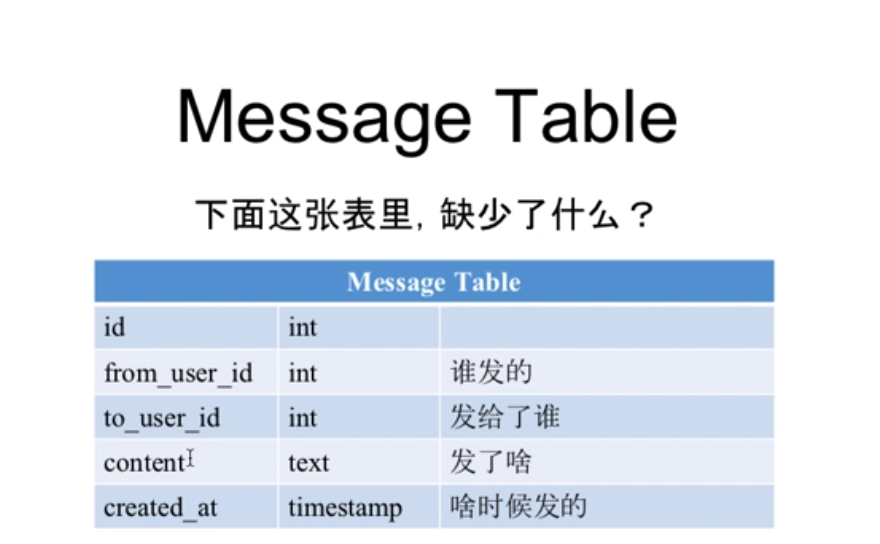 Message Table
下面这张表里，缺少了什么？
Message Table
id int
from_user_id int 谁发的
to_user_id int 发给了谁
content text 发了啥
created_at timestamp 啥时候发的